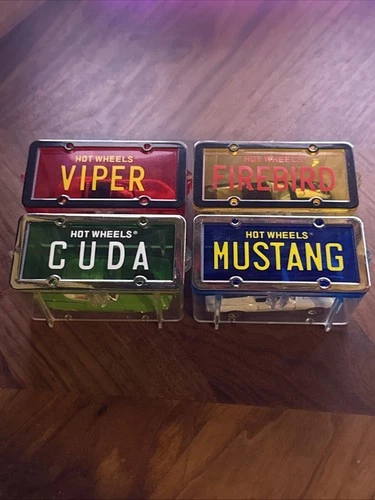 HOT WHEELS
VIPER
HOT WHEELS
FIREBIRD
HOT WHEELS®
CUDA
HOT WHEELS®
MUSTANG